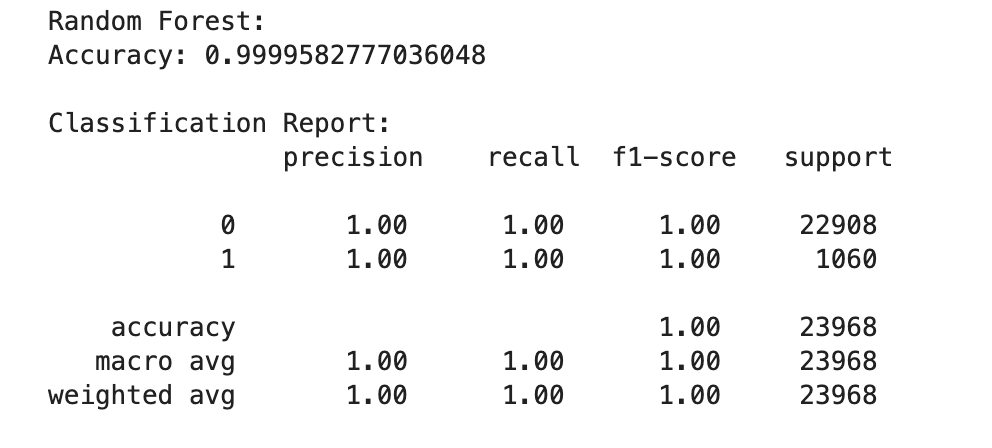 Random Forest:
Accuracy: 0.9999582777036048
Classification Report:
precision recall f1-score support
0 1.00 1.00 1.00 22908
1 1.00 1.00 1.00 1060
accuracy 1.00 23968
macro avg 1.00 1.00 1.00 23968
weighted avg 1.00 1.00 1.00 23968